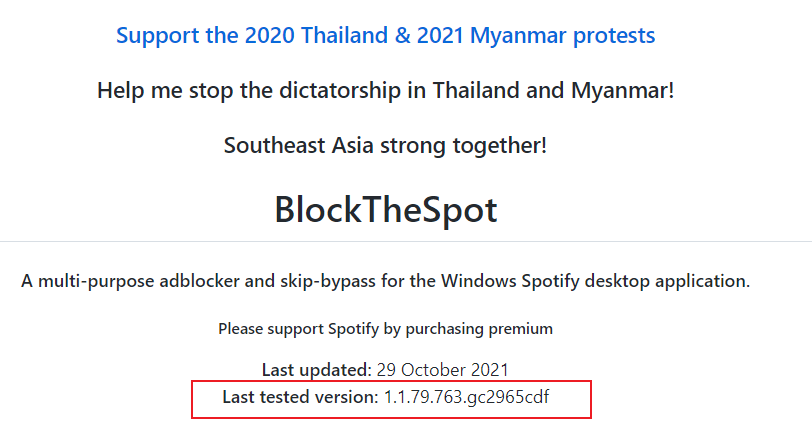 Support the 2020 Thailand & 2021 Myanmar protests
Help me stop the dictatorship in Thailand and Myanmar!
Southeast Asia strong together!
BlockTheSpot
A multi-purpose adblocker and skip-bypass for the Windows Spotify desktop application.
Please support Spotify by purchasing premium
Last updated: 29 October 2021
Last tested version: 1.1.79.763.gc2965cdf